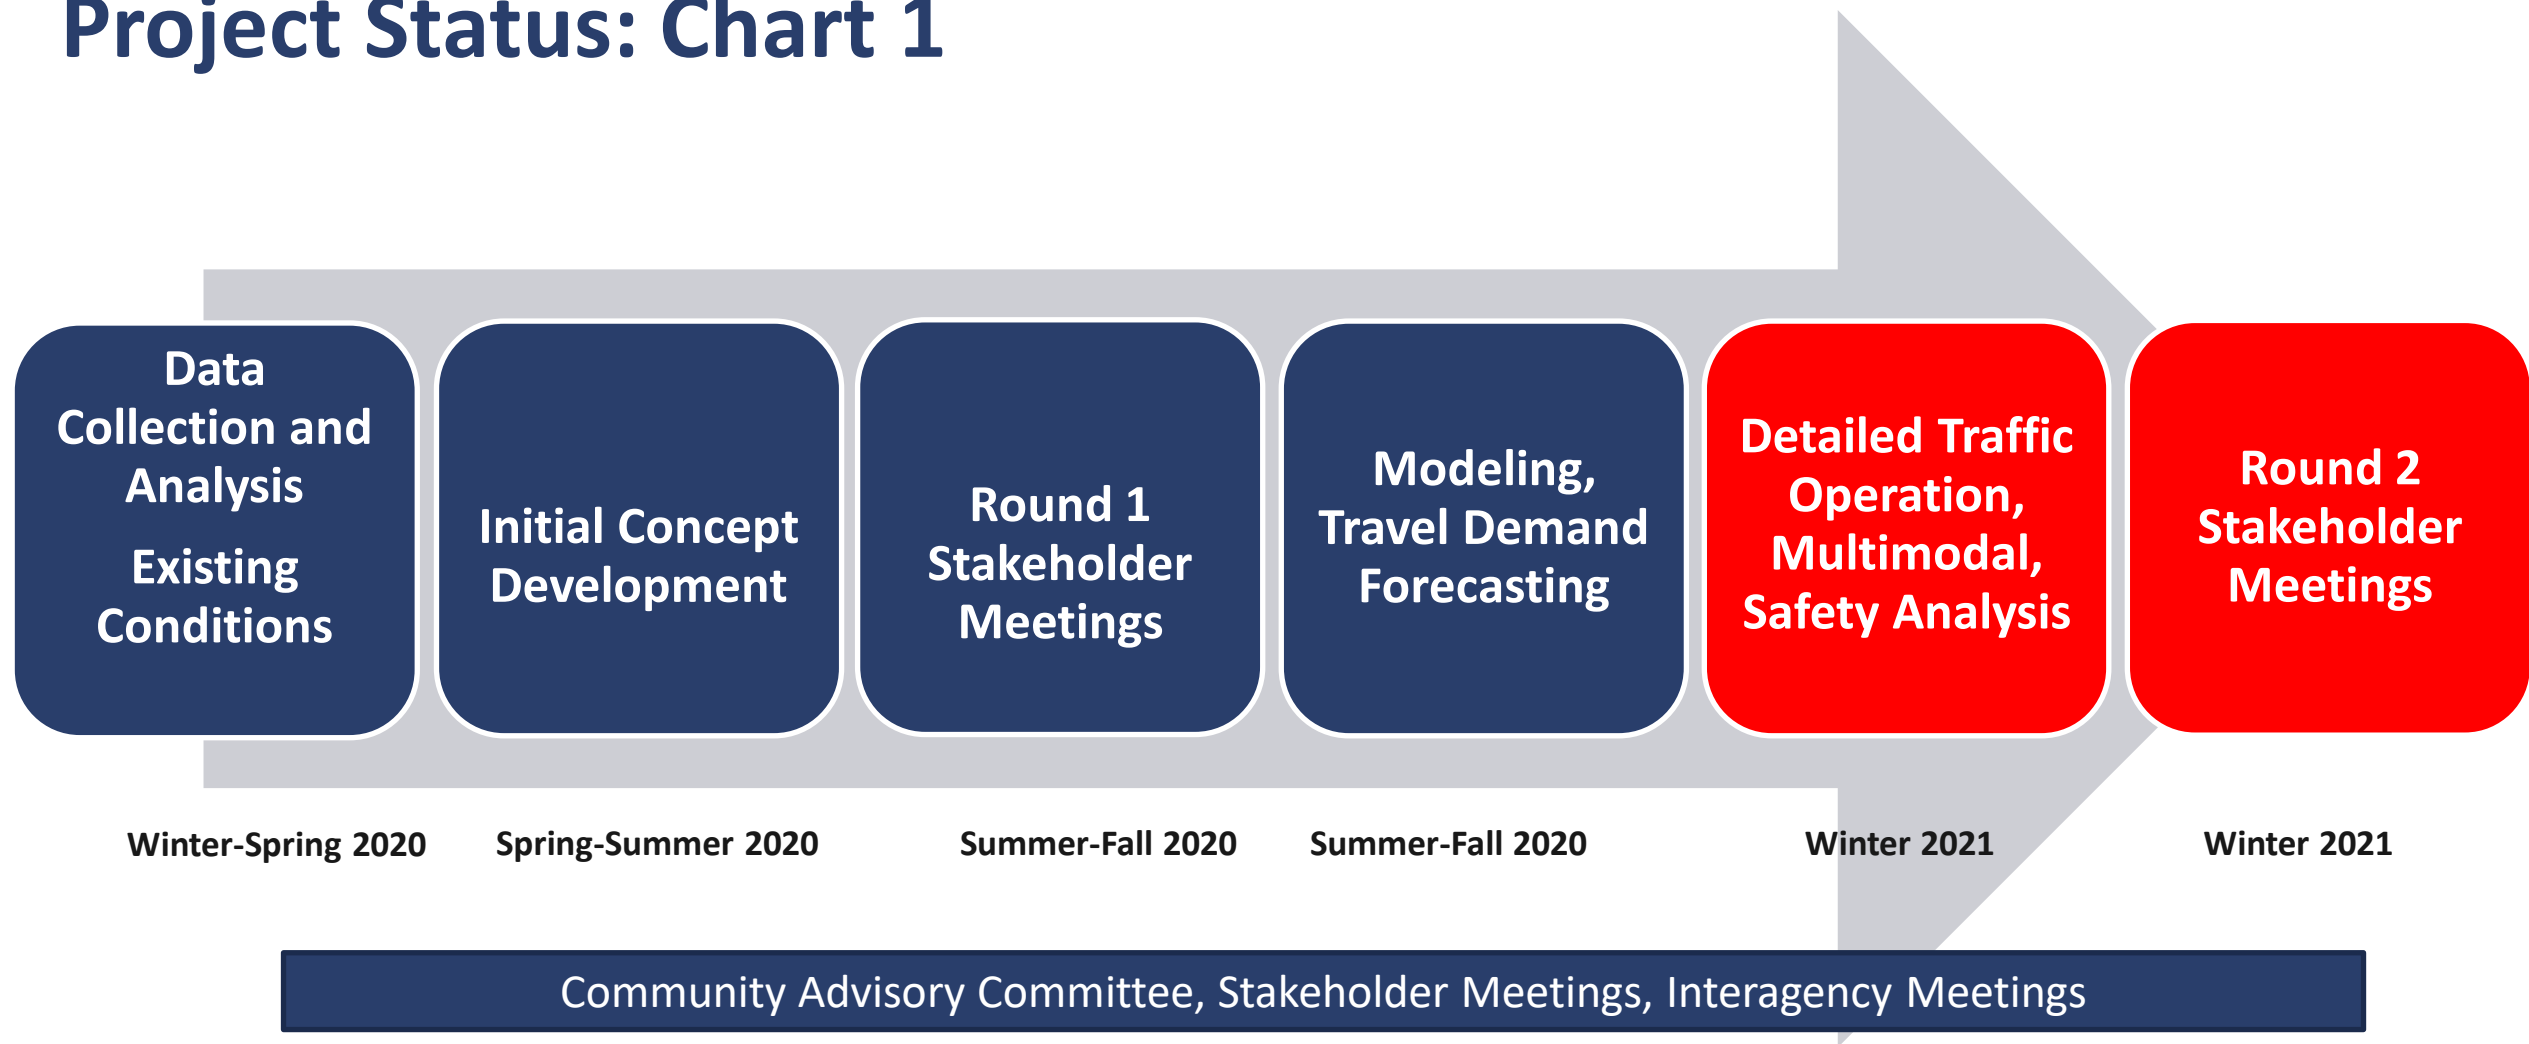 Project Status: Chart 1
Data
Collection and
Analysis
Existing
Conditions
Initial Concept
Development
Round 1
Stakeholder
Meetings
Modeling,
Travel Demand
Forecasting
Detailed Traffic
Operation,
Multimodal,
Safety Analysis
Round 2
Stakeholder
Meetings
Winter-Spring 2020
Spring-Summer 2020
Summer-Fall 2020
Summer-Fall 2020
Winter 2021
Winter 2021
Community Advisory Committee, Stakeholder Meetings, Interagency Meetings